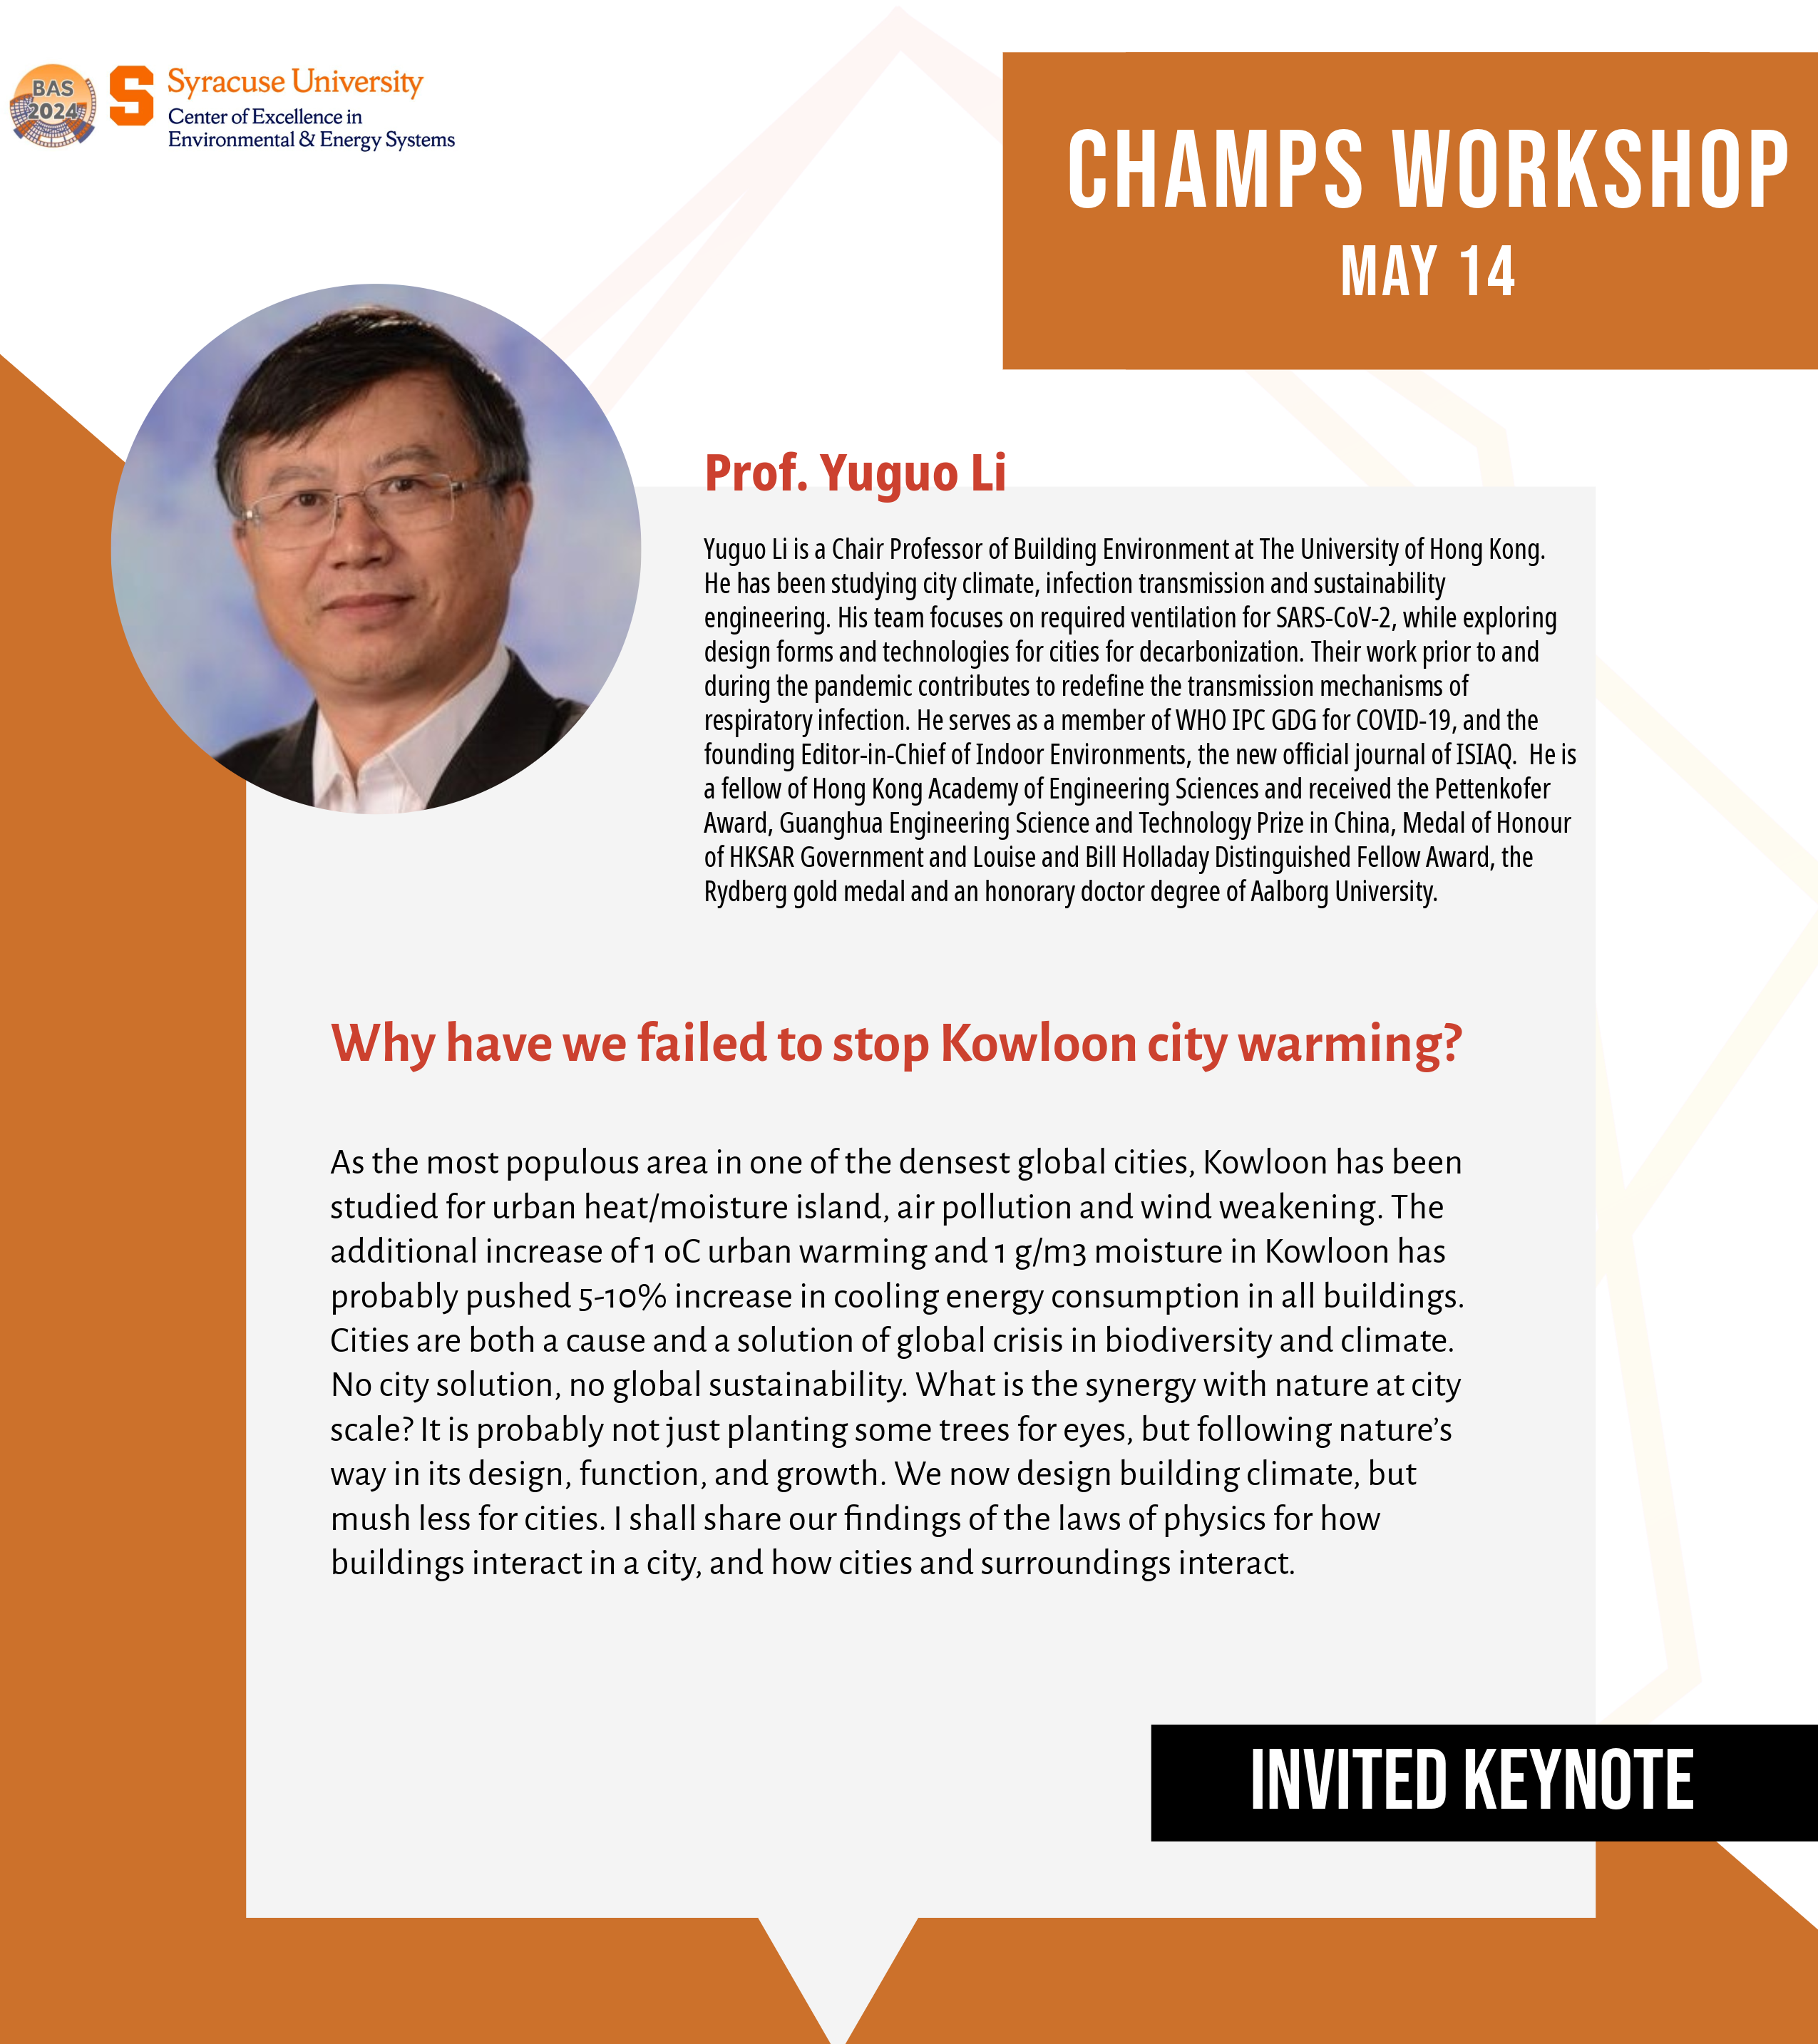 BAS
2024
S
Syracuse University
Center of Excellence in
Environmental & Energy Systems
CHAMPS WORKSHOP
MAY 14
Prof. Yuguo Li
Yuguo Li is a Chair Professor of Building Environment at The University of Hong Kong.
He has been studying city climate, infection transmission and sustainability
engineering. His team focuses on required ventilation for SARS-CoV-2, while exploring
design forms and technologies for cities for decarbonization. Their work prior to and
during the pandemic contributes to redefine the transmission mechanisms of
respiratory infection. He serves as a member of WHO IPC GDG for COVID-19, and the
founding Editor-in-Chief of Indoor Environments, the new official journal of ISIAQ.  He is
a fellow of Hong Kong Academy of Engineering Sciences and received the Pettenkofer
Award, Guanghua Engineering Science and Technology Prize in China, Medal of Honour
of HKSAR Government and Louise and Bill Holladay Distinguished Fellow Award, the
Rydberg gold medal and an honorary doctor degree of Aalborg University.
Why have we failed to stop Kowloon city warming?
As the most populous area in one of the densest global cities, Kowloon has been
studied for urban heat/moisture island, air pollution and wind weakening. The
additional increase of 1 oC urban warming and 1 g/m3 moisture in Kowloon has
probably pushed 5-10% increase in cooling energy consumption in all buildings.
Cities are both a cause and a solution of global crisis in biodiversity and climate.
No city solution, no global sustainability. What is the synergy with nature at city
scale? It is probably not just planting some trees for eyes, but following nature’s
way in its design, function, and growth. We now design building climate, but
mush less for cities. I shall share our findings of the laws of physics for how
buildings interact in a city, and how cities and surroundings interact.
INVITED KEYNOTE